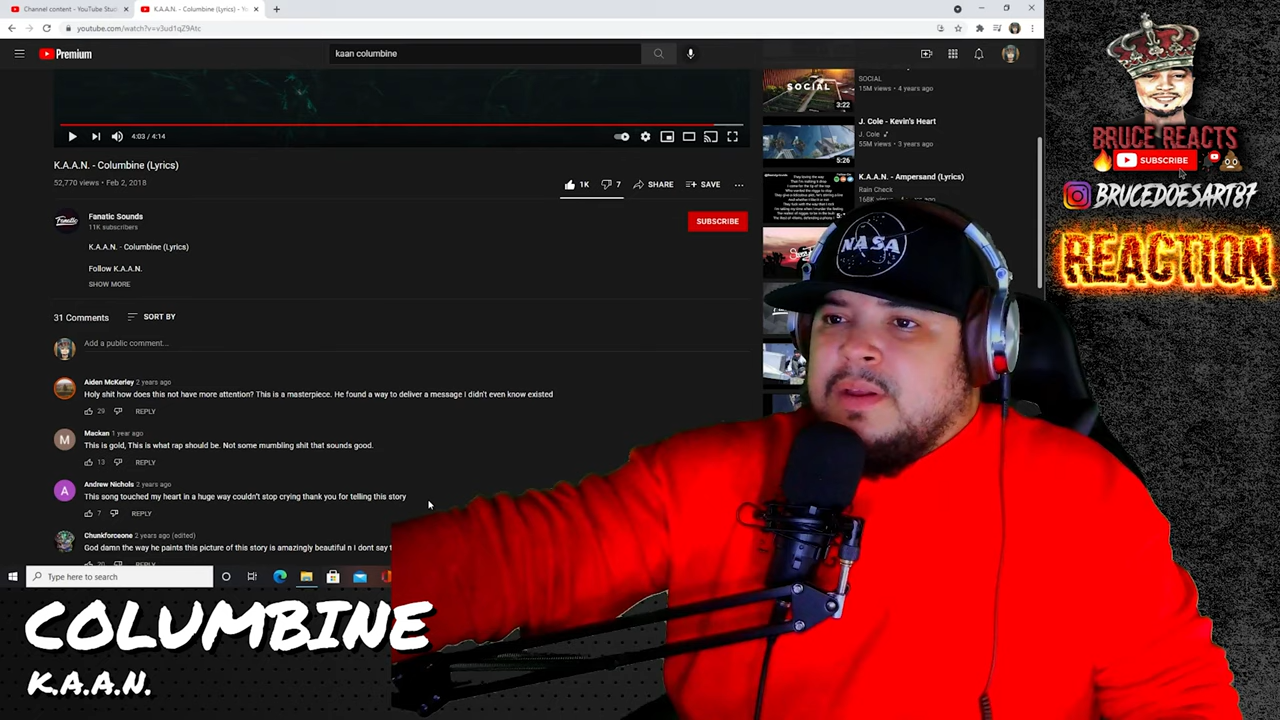 Channel content - YouTube Stud
K.A.A.N. - Columbine (Lyrics) - Yo
youtube.com/watch?v=v3ud1qZ9Atc
Premium
kaan columbine
SOCIAL
3:22
SOCIAL
15M views • 4 years ago
J. Cole - Kevin's Heart
J. Cole
55M views • 3 years ago
5:26
K.A.A.N. - Ampersand (Lyrics)
Rain Check
4:03 / 4:14
K.A.A.N. - Columbine (Lyrics)
52,770 views • Feb 2, 2018
1K
7
SHARE
SAVE
Fanatic Sounds
11K subscribers
SUBSCRIBE
K.A.A.N. - Columbine (Lyrics)
Follow K.A.A.N.
SHOW MORE
31 Comments
SORT BY
Add a public comment...
Aiden McKerley 2 years ago
Holy shit how does this not have more attention? This is a masterpiece. He found a way to deliver a message I didn't even know existed
29
REPLY
M
Mackan 1 year ago
This is gold, This is what rap should be. Not some mumbling shit that sounds good.
13
REPLY
A
Andrew Nichols 2 years ago
This song touched my heart in a huge way couldn't stop crying thank you for telling this story
7
REPLY
Chunkforceone 2 years ago (edited)
God damn the way he paints this picture of this story is amazingly beautiful n I dont say t
Type here to search
NASA
BRUCE REACTS
SUBSCRIBE
BRUCEDOESART87
REACTION
COLUMBINE
K.A.A.N.